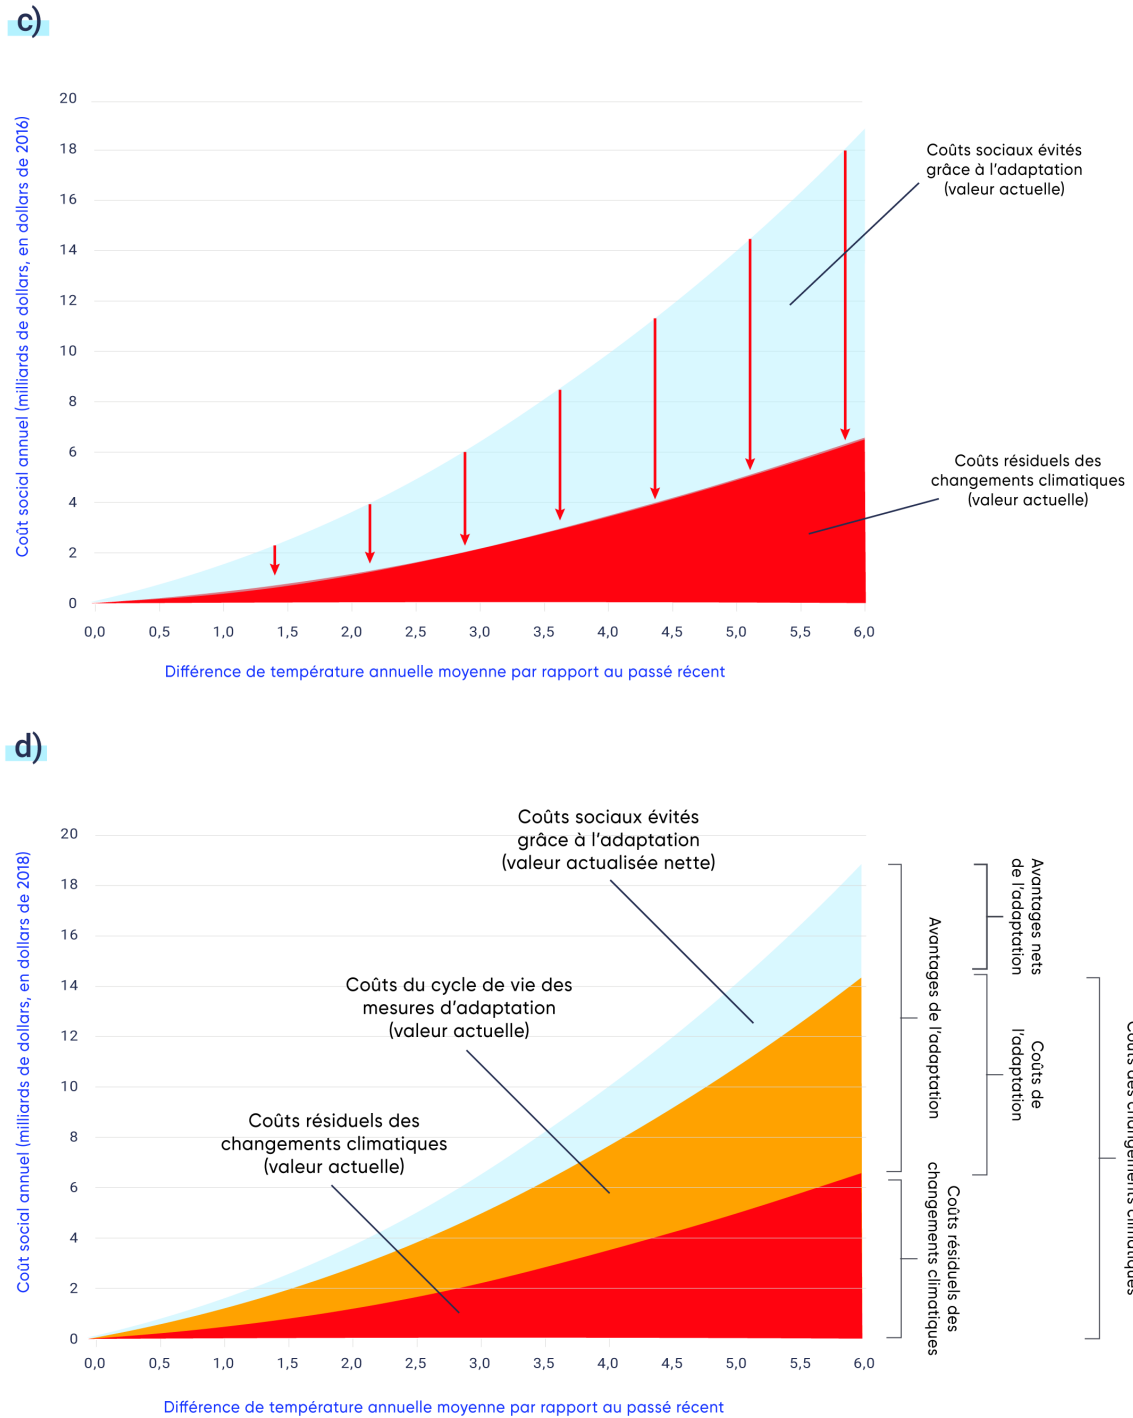 c)
Coût social annuel (milliards de dollars, en dollars de 2016)
20
18
16
14
12
10
8
6
4
2
0
Coûts sociaux évités
grâce à l'adaptation
(valeur actuelle)
Coûts résiduels des
changements climatiques
(valeur actuelle)
0,0 0,5 1,0 1,5 2,0 2,5 3,0 3,5 4,0 4,5 5,0 5,5 6,0
Différence de température annuelle moyenne par rapport au passé récent
d)
Coût social annuel (milliards de dollars, en dollars de 2018)
20
18
16
14
12
10
8
6
4
2
0
Coûts sociaux évités
grâce à l'adaptation
(valeur actualisée nette)
Coûts du cycle de vie des
mesures d'adaptation
(valeur actuelle)
Coûts résiduels des
changements climatiques
(valeur actuelle)
Avantages de l'adaptation
Coûts résiduels des
changements climatiques
Avantages nets
de l'adaptation
Coûts de
l'adaptation
Coûts des changements climatiques
0,0 0,5 1,0 1,5 2,0 2,5 3,0 3,5 4,0 4,5 5,0 5,5 6,0
Différence de température annuelle moyenne par rapport au passé récent